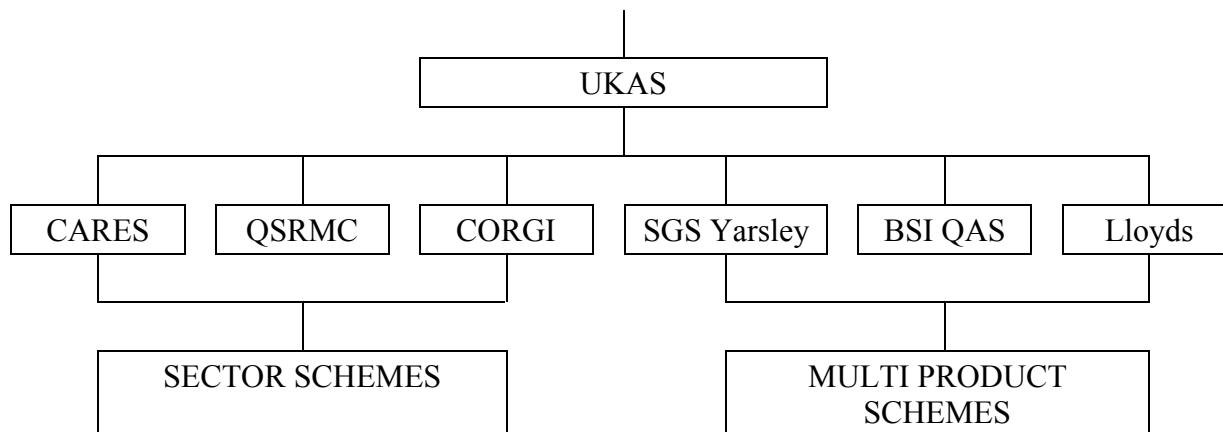 UKAS
CARES
QSRMC
CORGI
SGS Yarsley
BSI QAS
Lloyds
SECTOR SCHEMES
MULTI PRODUCT
SCHEMES